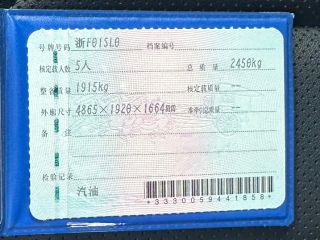 号牌号码 浙F01SL0 档案编号
核定载人数 5人 总质量 2450kg
整备质量 1915kg 核定载质量 --
外廓尺寸 4865×1920×1664mm 准牵引总质量 --
备注
检验记录
汽油
*3330059441858*